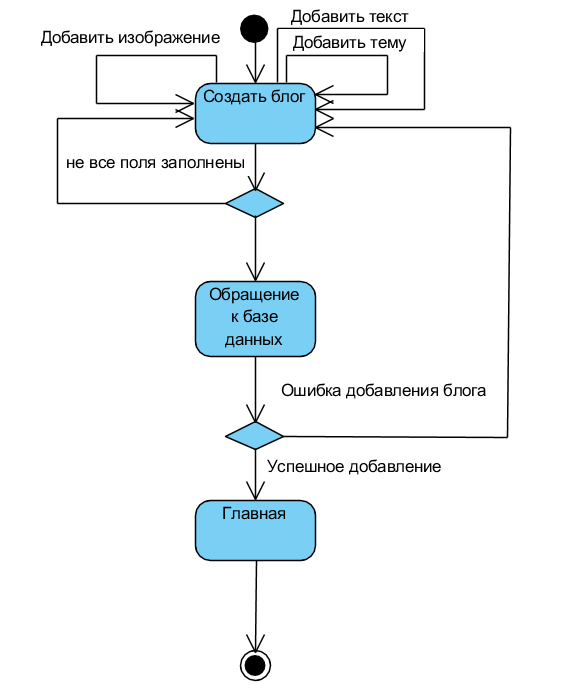 Добавить текст
Добавить изображение
Добавить тему
Создать блог
не все поля заполнены
Обращение
к базе
данных
Ошибка добавления блога
Успешное добавление
Главная